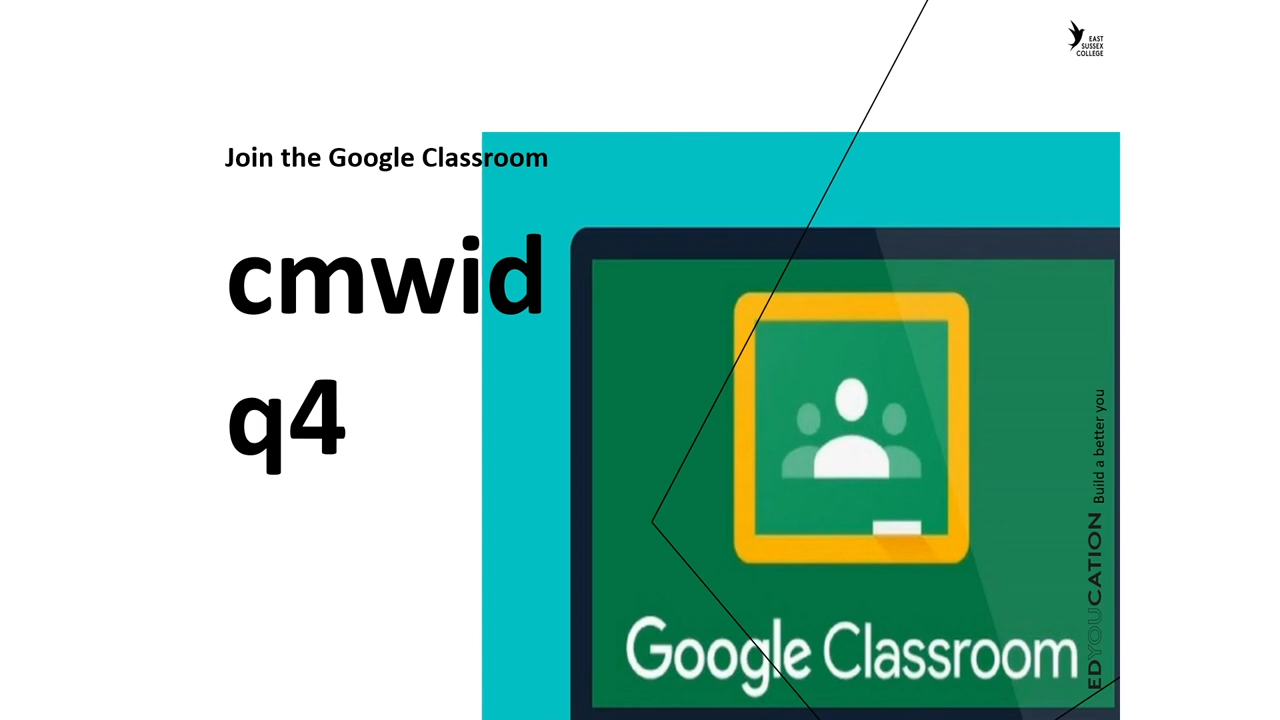 EAST
SUSSEX
COLLEGE
Join the Google Classroom
cmwid
q4
Google Classroom
EDYOUCATION Build a better you